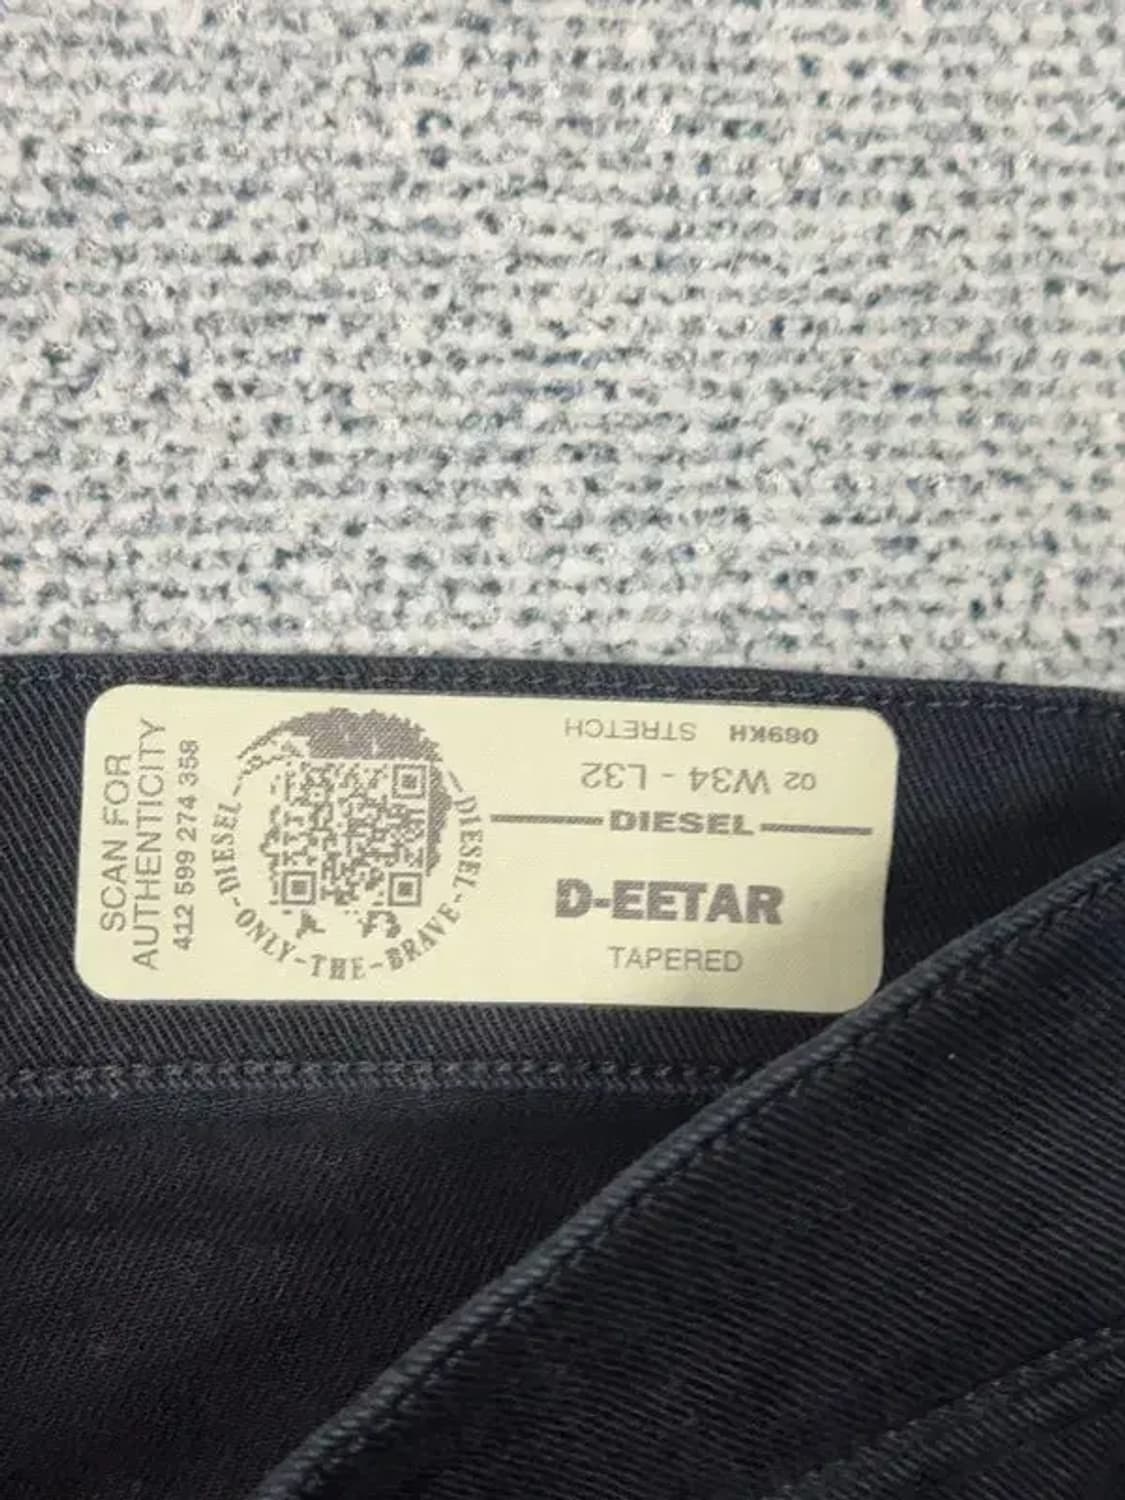 SCAN FOR
AUTHENTICITY
412 599 274 358
DIESEL-ONLY-THE-BRAVE-DIESEL
069KH STRETCH
02 W34 - L32
DIESEL
D-EETAR
TAPERED